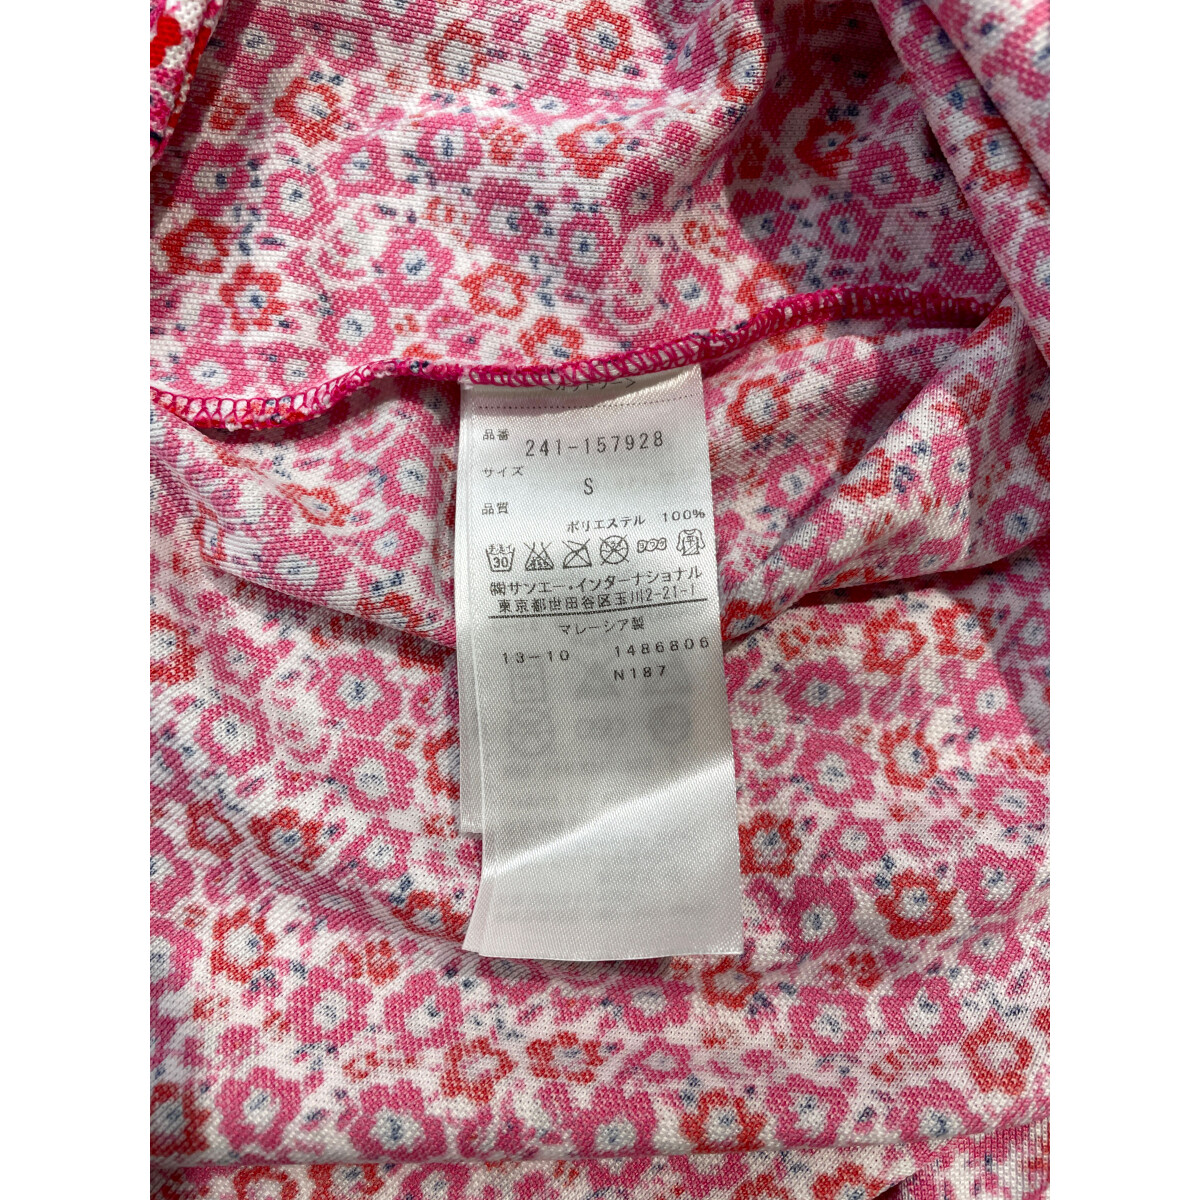 品番
241-157928
サイズ
S
品質
ポリエステル 100%
30
㈱サンエー・インターナショナル
東京都世田谷区玉川2-21-1
マレーシア製
13-10 1486806
N187